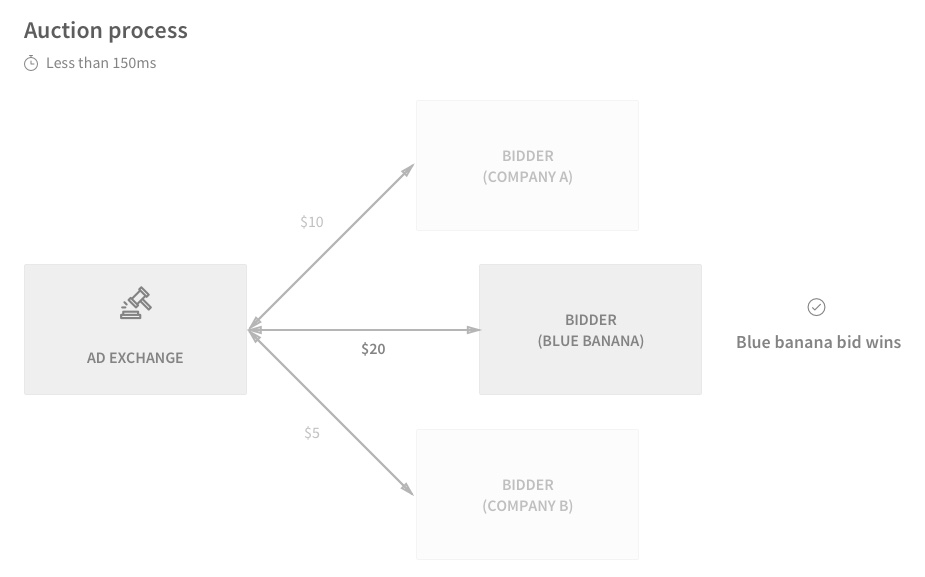 Auction process
Less than 150ms
BIDDER
(COMPANY A)
$10
AD EXCHANGE
$20
BIDDER
(BLUE BANANA)
Blue banana bid wins
$5
BIDDER
(COMPANY B)